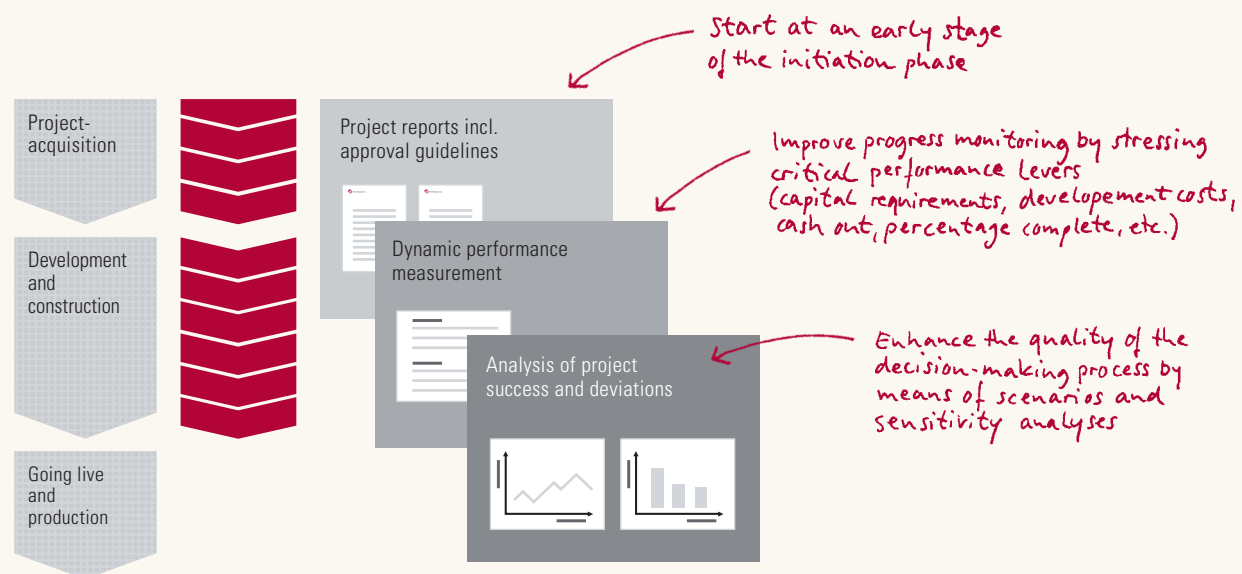 Start at an early stage
of the initiation phase
Project-
acquisition
Project reports incl.
approval guidelines
Improve progress monitoring by stressing
critical performance levers
(capital requirements, developement costs,
cash out, percentage complete, etc.)
Development
and
construction
Dynamic performance
measurement
Enhance the quality of the
decision-making process by
means of scenarios and
sensitivity analyses
Analysis of project
success and deviations
Going live
and
production